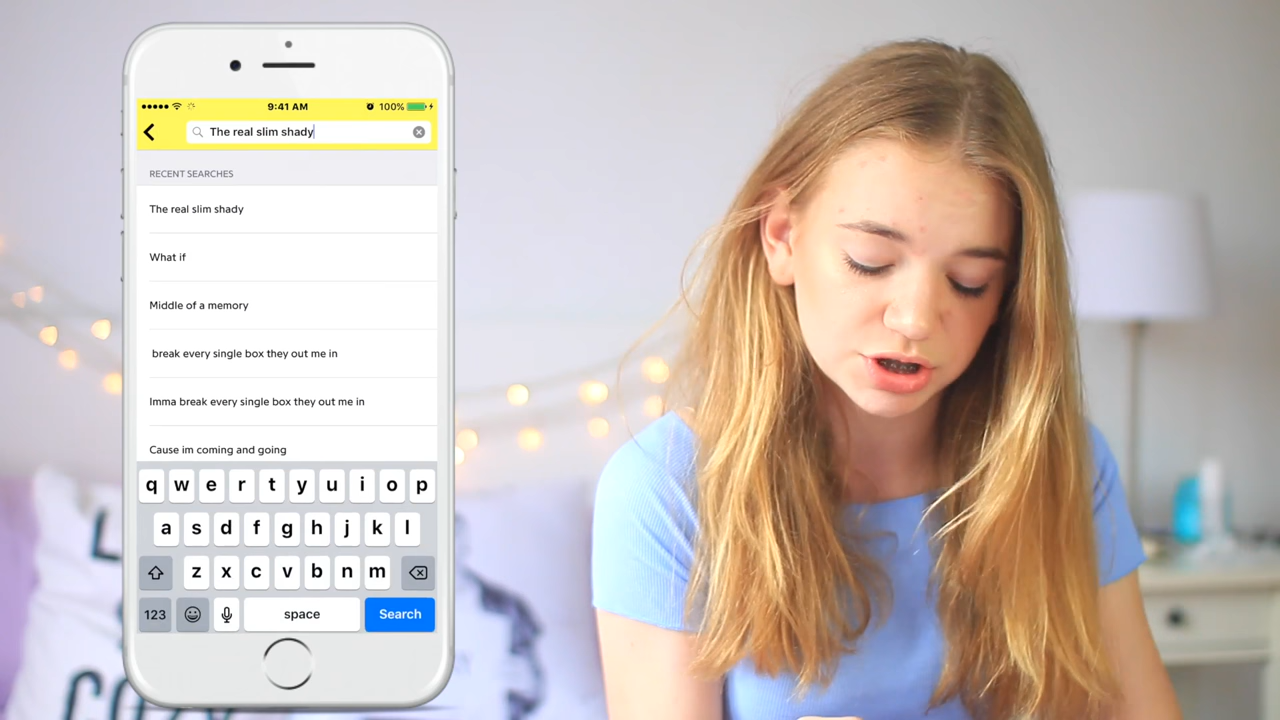 9:41 AM
100%
The real slim shady
RECENT SEARCHES
The real slim shady
What if
Middle of a memory
break every single box they out me in
Imma break every single box they out me in
Cause im coming and going
q w e r t y u i o p
a s d f g h j k l
z x c v b n m
123 space Search